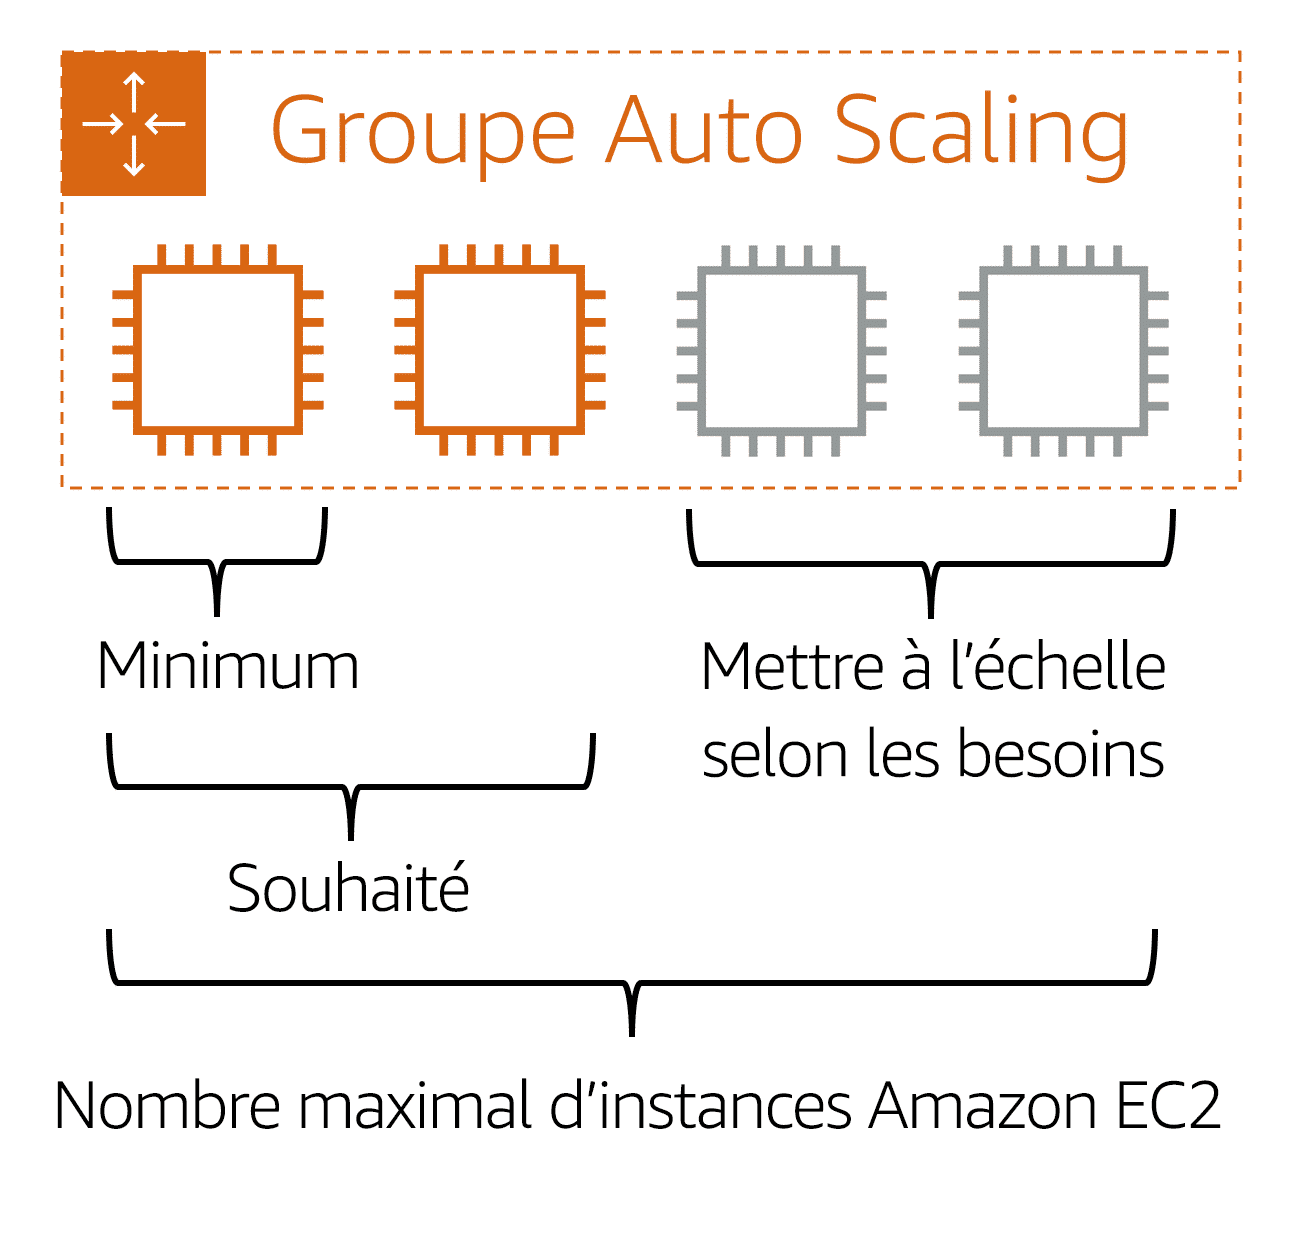 Groupe Auto Scaling
Minimum
Mettre à l’échelle
selon les besoins
Souhaité
Nombre maximal d’instances Amazon EC2